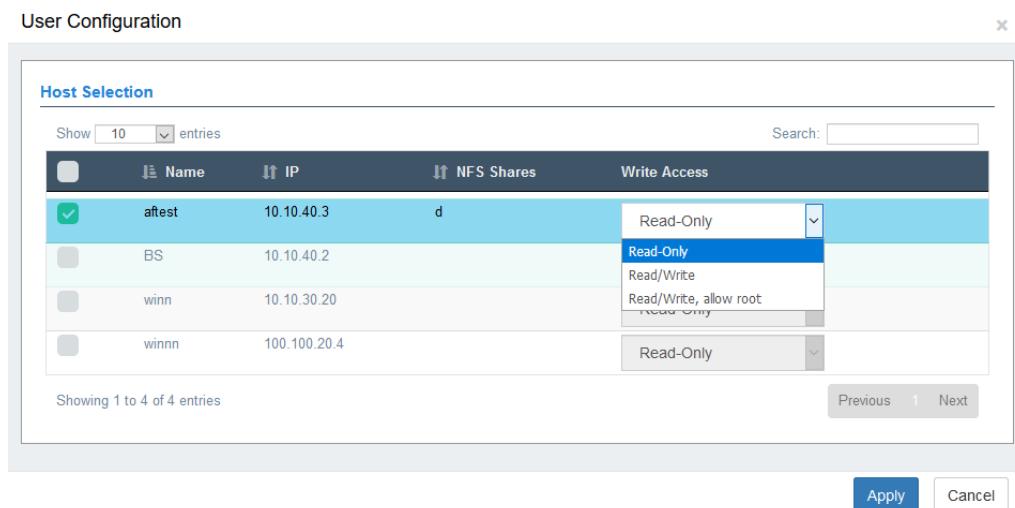 User Configuration ×
Host Selection
Show 10 entries Search:
Name IP NFS Shares Write Access
aftest 10.10.40.3 d Read-Only
Read-Only
BS 10.10.40.2
Read/Write
winn 10.10.30.20 Read/Write, allow root
Read-Only
winnn 100.100.20.4 Read-Only
Showing 1 to 4 of 4 entries Previous 1 Next
Apply Cancel